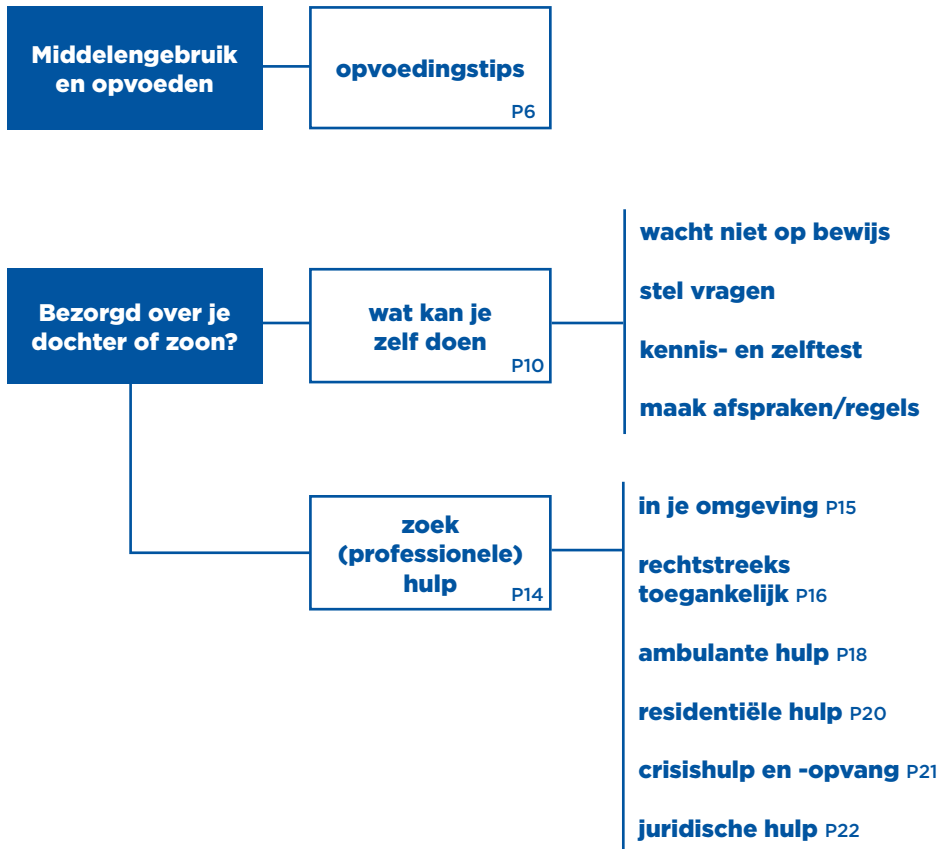 Middelengebruik
en opvoeden
opvoedingstips
P6
Bezorgd over je
dochter of zoon?
wat kan je
zelf doen
P10
wacht niet op bewijs
stel vragen
kennis- en zelftest
maak afspraken/regels
zoek
(professionele)
hulp
P14
in je omgeving P15
rechtstreeks
toegankelijk P16
ambulante hulp P18
residentiële hulp P20
crisishulp en -opvang P21
juridische hulp P22